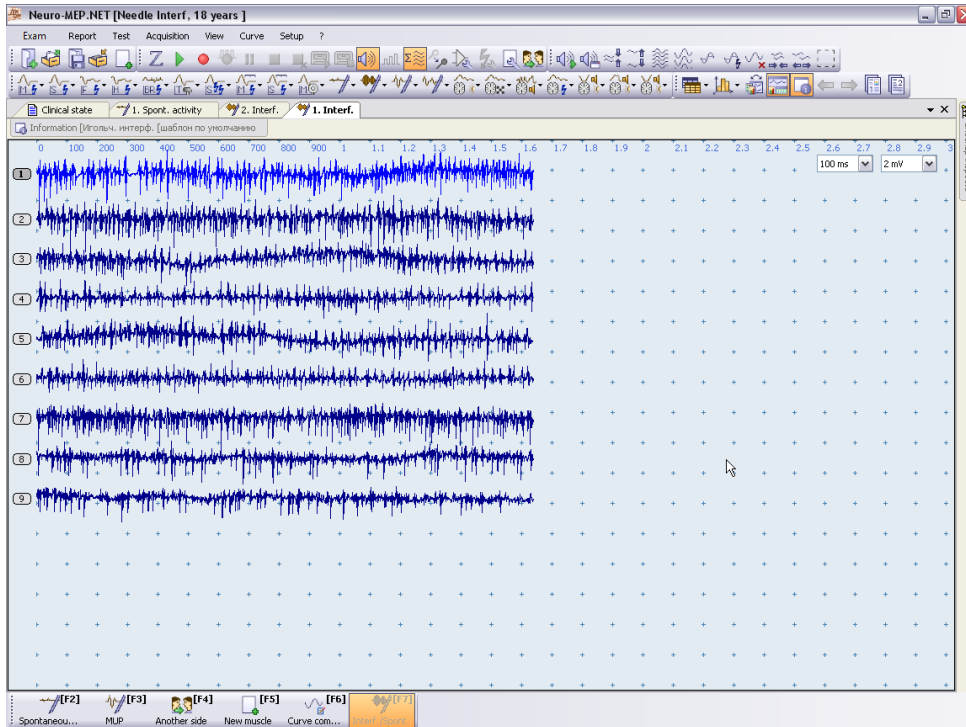 Neuro-MEP.NET [Needle Interf, 18 years ]
Exam Report Test Acquisition View Curve Setup ?
Clinical state 1. Spont. activity 2. Interf. 1. Interf.
Information [Игольч. интерф. [шаблон по умолчанию
0 100 200 300 400 500 600 700 800 900 1 1.1 1.2 1.3 1.4 1.5 1.6 1.7 1.8 1.9 2 2.1 2.2 2.3 2.4 2.5 2.6 2.7 2.8 2.9 3
100 ms 2 mV
1
2
3
4
5
6
7
8
9
[F2] [F3] [F4] [F5] [F6] [F7]
Spontaneou... MUP Another side New muscle Curve com... Interf./Spont...